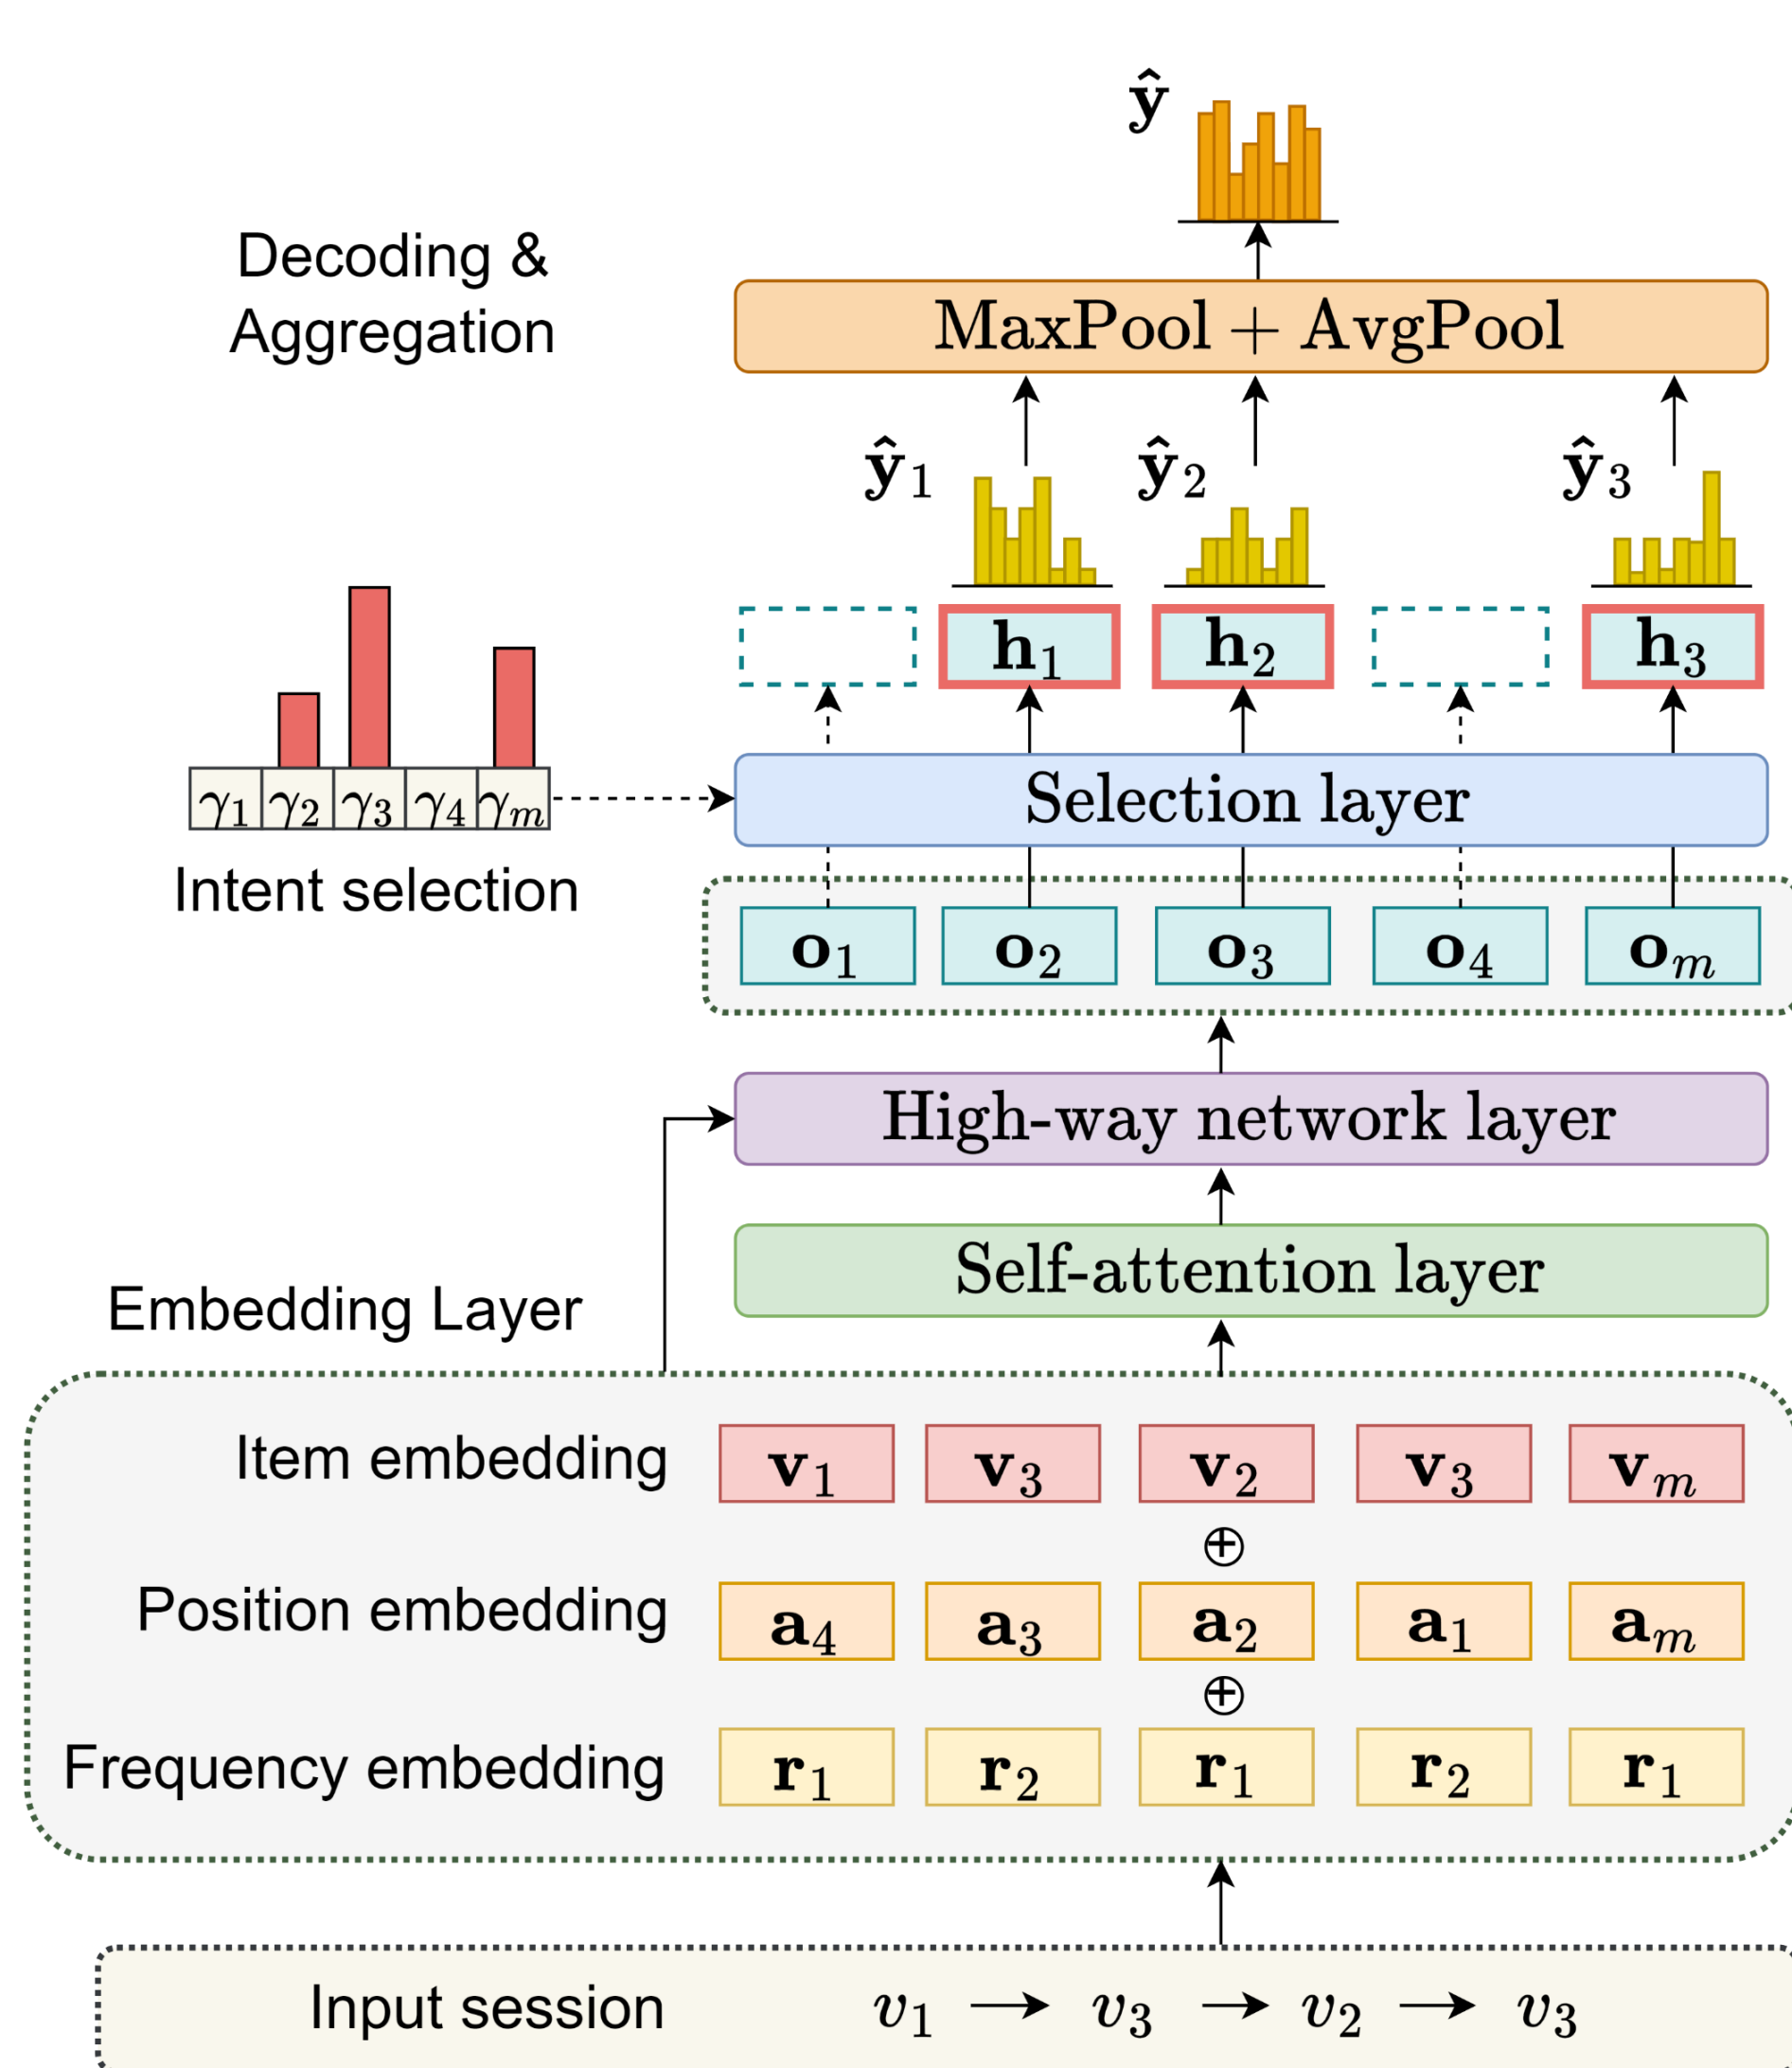 ŷ
Decoding &
Aggregation
MaxPool + AvgPool
ŷ₁ ŷ₂ ŷ₃
h₁ h₂ h₃
γ₁ γ₂ γ₃ γ₄ γₘ
Selection layer
Intent selection
o₁ o₂ o₃ o₄ oₘ
High-way network layer
Self-attention layer
Embedding Layer
Item embedding v₁ v₃ v₂ v₃ vₘ
⊕
Position embedding a₄ a₃ a₂ a₁ aₘ
⊕
Frequency embedding r₁ r₂ r₁ r₂ r₁
Input session v₁ → v₃ → v₂ → v₃